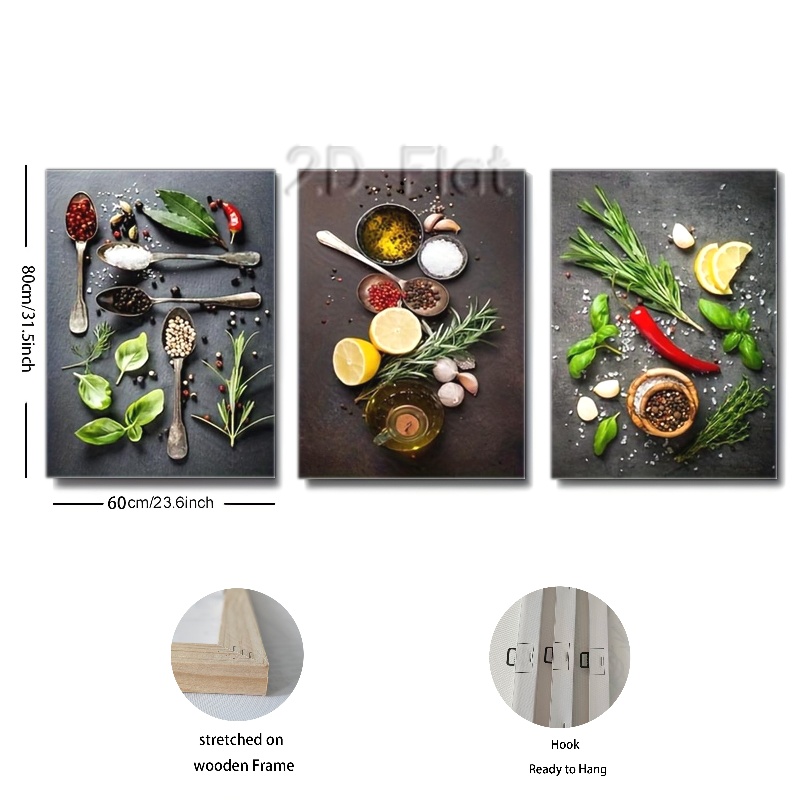 2D Flat
80cm/31.5inch
60cm/23.6inch
stretched on
wooden Frame
Hook
Ready to Hang